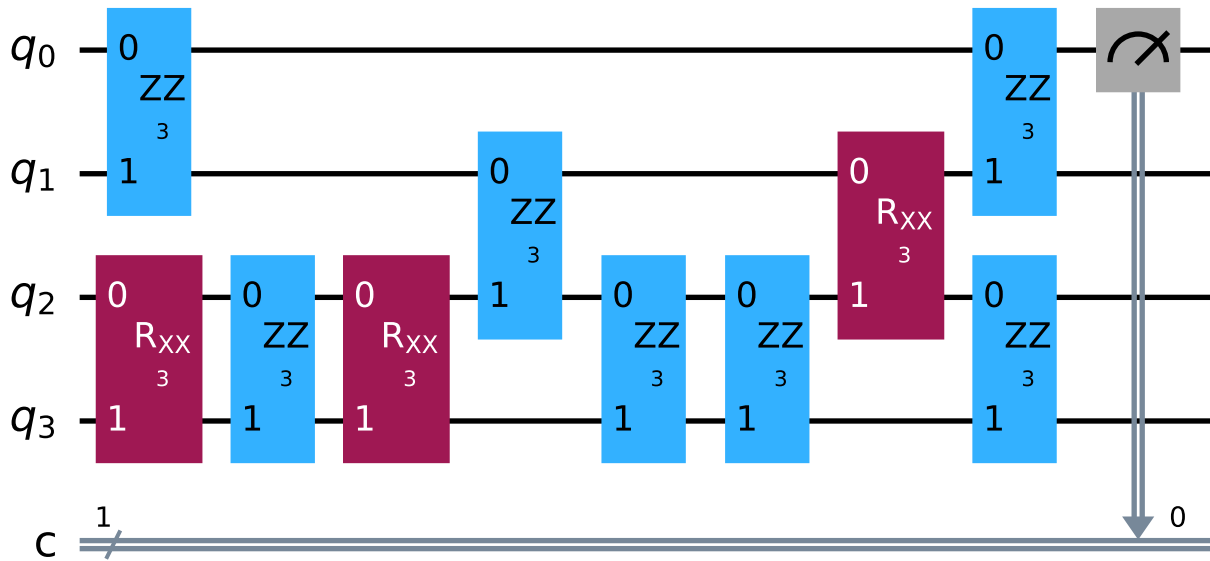 q0 0 0
ZZ ZZ
3 3
q1 1 0 0 1
ZZ RXX
3 3
q2 0 0 0 1 0 0 1 0
RXX ZZ RXX ZZ ZZ ZZ
3 3 3 3 3 3
q3 1 1 1 1 1 1
1 0
c